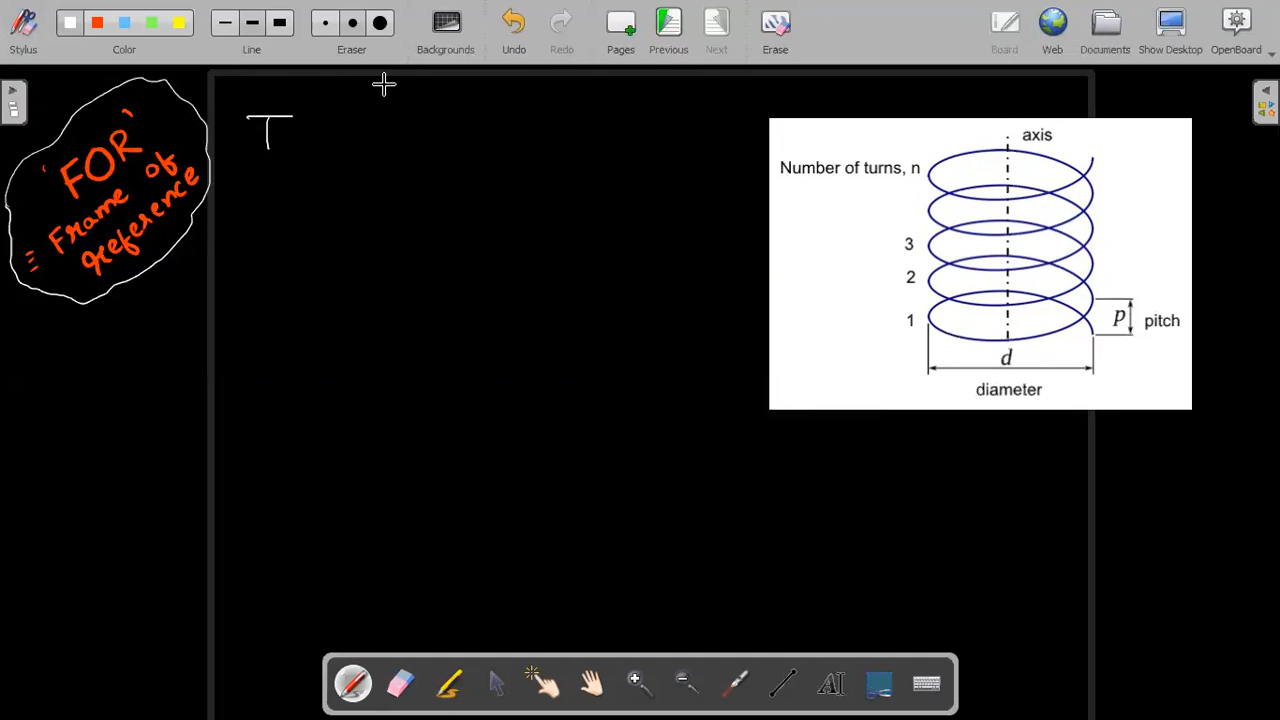 Stylus Color Line Eraser Backgrounds Undo Redo Pages Previous Next Erase Board Web Documents Show Desktop OpenBoard
'FOR'
≡ Frame of
reference
T
axis
Number of turns, n
3
2
1
p pitch
d
diameter
AI